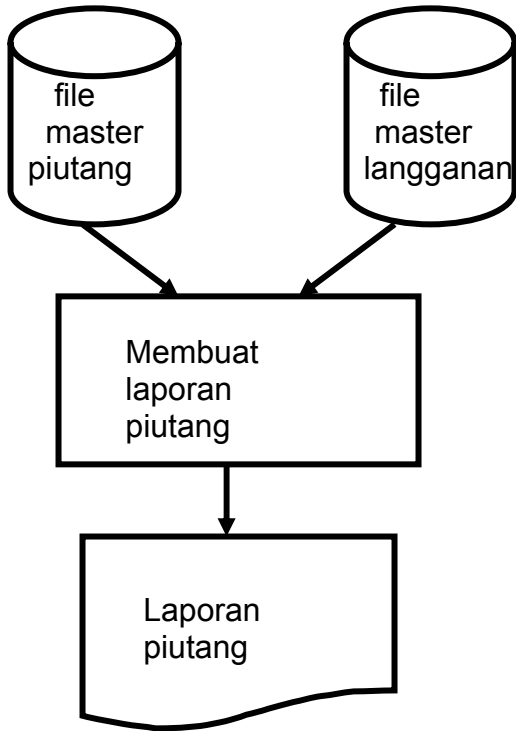 file
master
piutang
file
master
langganan
Membuat
laporan
piutang
Laporan
piutang